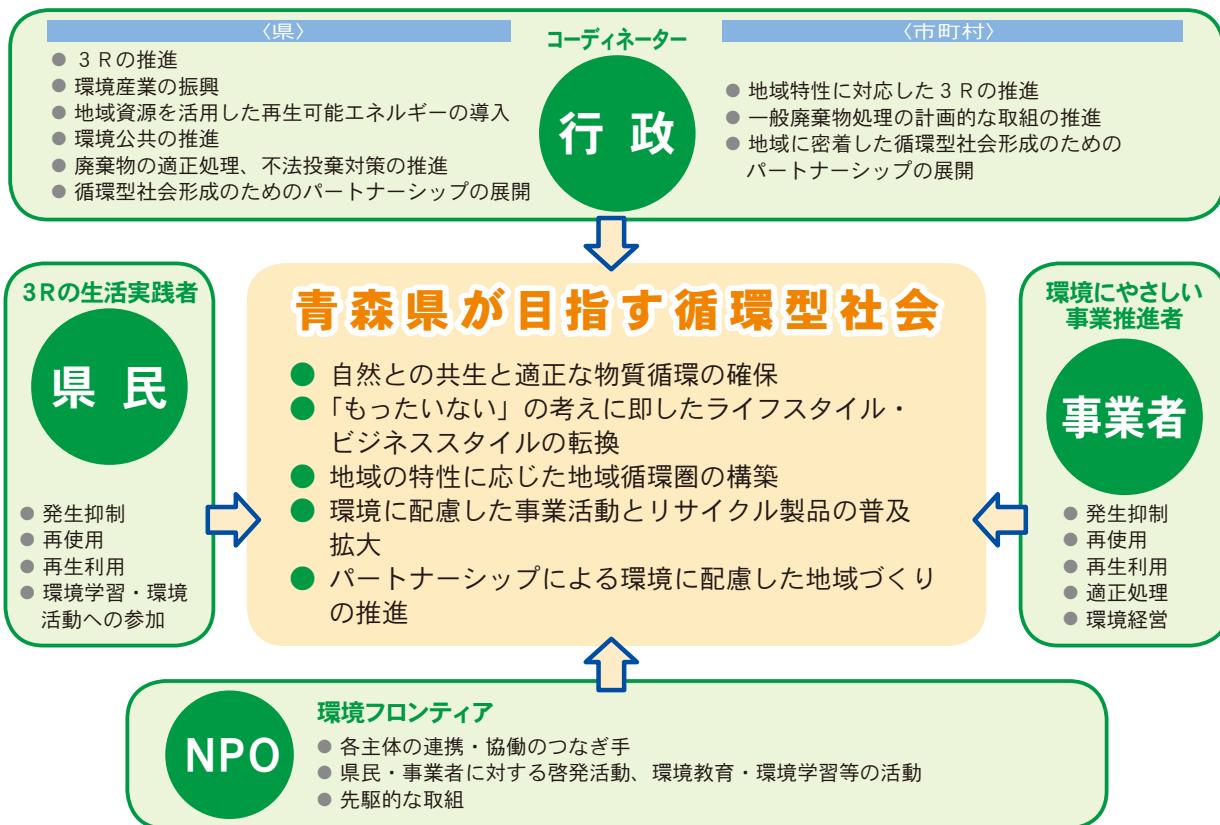 〈県〉
● 3Rの推進
● 環境産業の振興
● 地域資源を活用した再生可能エネルギーの導入
● 環境公共の推進
● 廃棄物の適正処理、不法投棄対策の推進
● 循環型社会形成のためのパートナーシップの展開
コーディネーター
行政
〈市町村〉
● 地域特性に対応した3Rの推進
● 一般廃棄物処理の計画的な取組の推進
● 地域に密着した循環型社会形成のための
パートナーシップの展開
3Rの生活実践者
県民
● 発生抑制
● 再使用
● 再生利用
● 環境学習・環境
活動への参加
青森県が目指す循環型社会
● 自然との共生と適正な物質循環の確保
● 「もったいない」の考えに即したライフスタイル・
ビジネススタイルの転換
● 地域の特性に応じた地域循環圏の構築
● 環境に配慮した事業活動とリサイクル製品の普及
拡大
● パートナーシップによる環境に配慮した地域づくり
の推進
環境にやさしい
事業推進者
事業者
● 発生抑制
● 再使用
● 再生利用
● 適正処理
● 環境経営
NPO
環境フロンティア
● 各主体の連携・協働のつなぎ手
● 県民・事業者に対する啓発活動、環境教育・環境学習等の活動
● 先駆的な取組